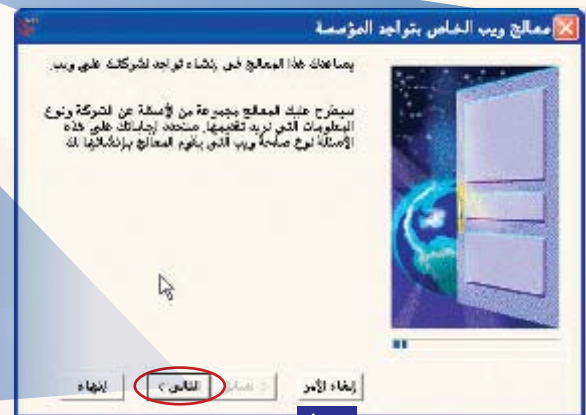 معالج ويب الخاص بتواجد المؤسسة
يساعدك هذا المعالج في إنشاء تواجد لشركتك على ويب.
سيطرح عليك المعالج مجموعة من الأسئلة عن الشركة ونوع
المعلومات التي تريد تقديمها. ستحدد إجاباتك على هذه
الأسئلة نوع صفحة ويب التي يقوم المعالج بإنشائها لك
إلغاء الأمر
< السابق
التالي >
إنهاء